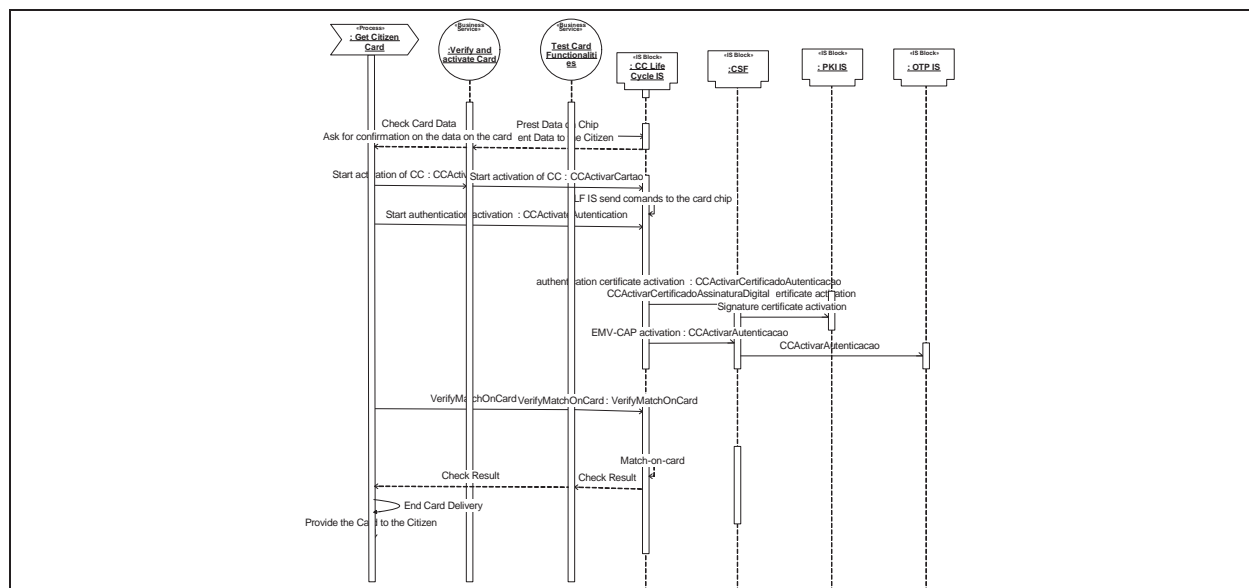 «Process»
: Get Citizen
Card
«Business
Service»
:Verify and
activate Card
«Business
Service»
Test Card
Functionaliti
es
«IS Block»
: CC Life
Cycle IS
«IS Block»
:CSF
«IS Block»
: PKI IS
«IS Block»
: OTP IS
Check Card Data
Ask for confirmation on the data on the card
Prest Data on Chip
ent Data to the Citizen
Start activation of CC : CCActiv
Start activation of CC : CCActivarCartao
LF IS send comands to the card chip
Start authentication activation : CCActivateAutentication
authentication certificate activation : CCActivarCertificadoAutenticacao
CCActivarCertificadoAssinaturaDigital
ertificate activation
Signature certificate activation
EMV-CAP activation : CCActivarAutenticacao
CCActivarAutenticacao
VerifyMatchOnCard
VerifyMatchOnCard : VerifyMatchOnCard
Match-on-card
Check Result
Check Result
End Card Delivery
Provide the Card to the Citizen